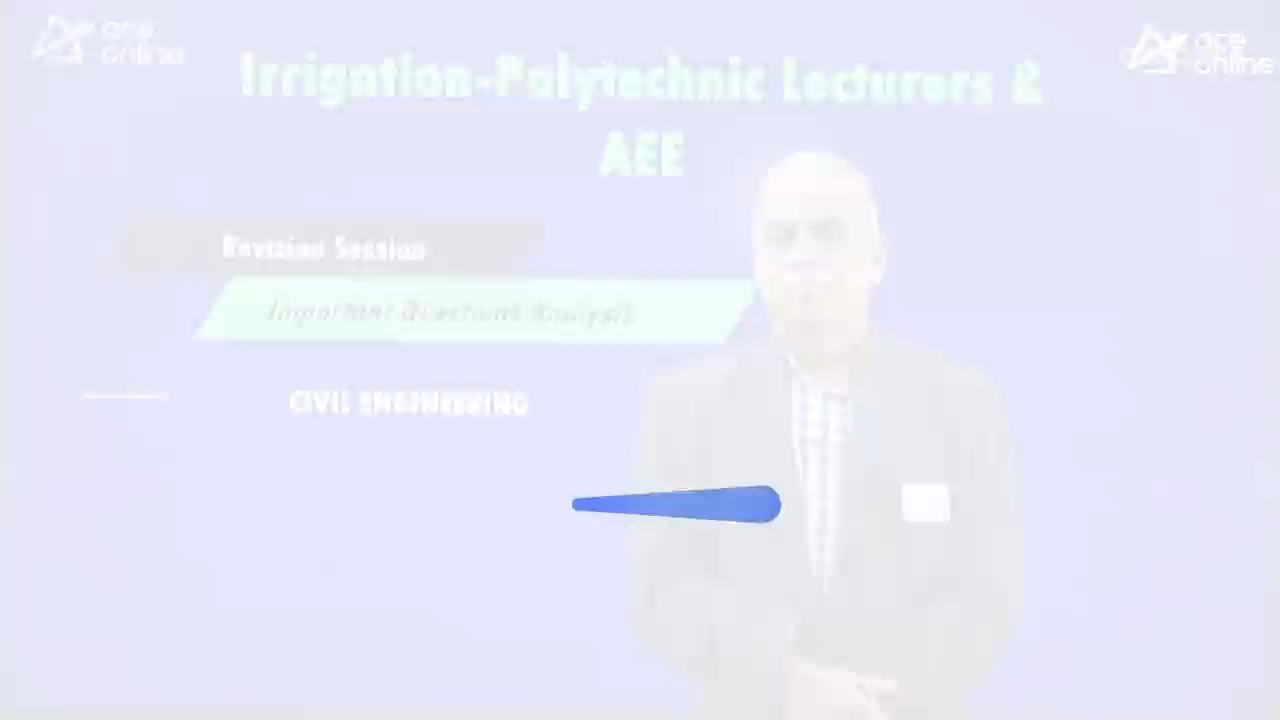 ace
online
ace
online
Irrigation-Polytechnic Lecturers &
AEE
Revision Session
Important Questions Analysis
CIVIL ENGINEERING